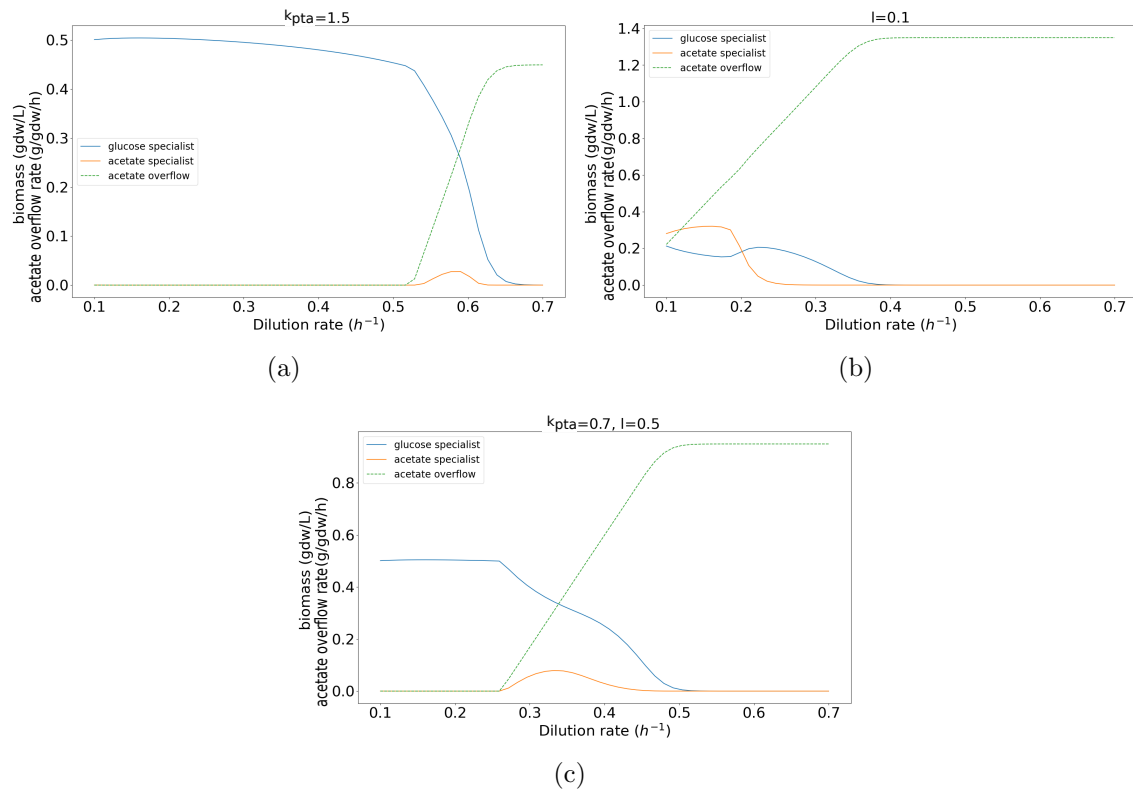 k_pta=1.5
0.5
0.4
0.3
0.2
0.1
0.0
biomass (gdw/L)
acetate overflow rate(g/gdw/h)
glucose specialist
acetate specialist
acetate overflow
0.1 0.2 0.3 0.4 0.5 0.6 0.7
Dilution rate (h⁻¹)
(a)
l=0.1
1.4
1.2
1.0
0.8
0.6
0.4
0.2
0.0
biomass (gdw/L)
acetate overflow rate(g/gdw/h)
glucose specialist
acetate specialist
acetate overflow
0.1 0.2 0.3 0.4 0.5 0.6 0.7
Dilution rate (h⁻¹)
(b)
k_pta=0.7, l=0.5
0.8
0.6
0.4
0.2
0.0
biomass (gdw/L)
acetate overflow rate(g/gdw/h)
glucose specialist
acetate specialist
acetate overflow
0.1 0.2 0.3 0.4 0.5 0.6 0.7
Dilution rate (h⁻¹)
(c)